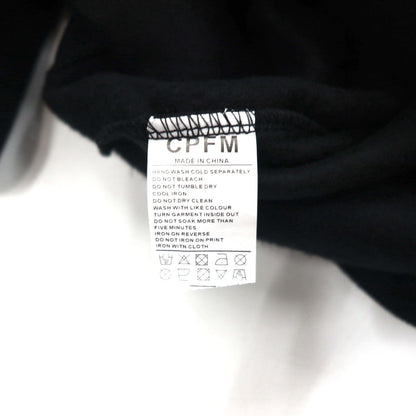 CPFM
MADE IN CHINA
HAND WASH COLD SEPARATELY
DO NOT BLEACH
DO NOT TUMBLE DRY
COOL IRON
DO NOT DRY CLEAN
WASH WITH LIKE COLOUR
TURN GARMENT INSIDE OUT
DO NOT SOAK MORE THAN
FIVE MINUTES
IRON ON REVERSE
DO NOT IRON ON PRINT
IRON WITH CLOTH